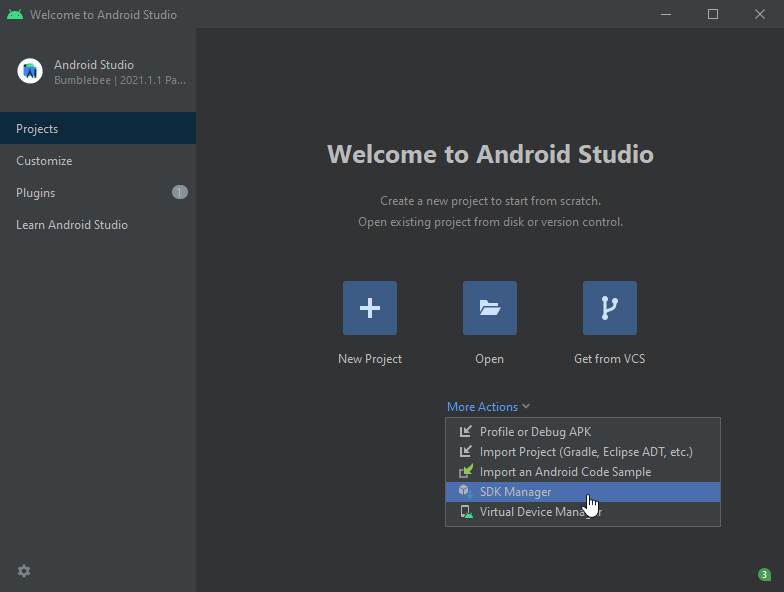 Welcome to Android Studio
Android Studio
Bumblebee | 2021.1.1 Pa...
Projects
Customize
Plugins
1
Learn Android Studio
Welcome to Android Studio
Create a new project to start from scratch.
Open existing project from disk or version control.
New Project
Open
Get from VCS
More Actions
Profile or Debug APK
Import Project (Gradle, Eclipse ADT, etc.)
Import an Android Code Sample
SDK Manager
Virtual Device Manager
3